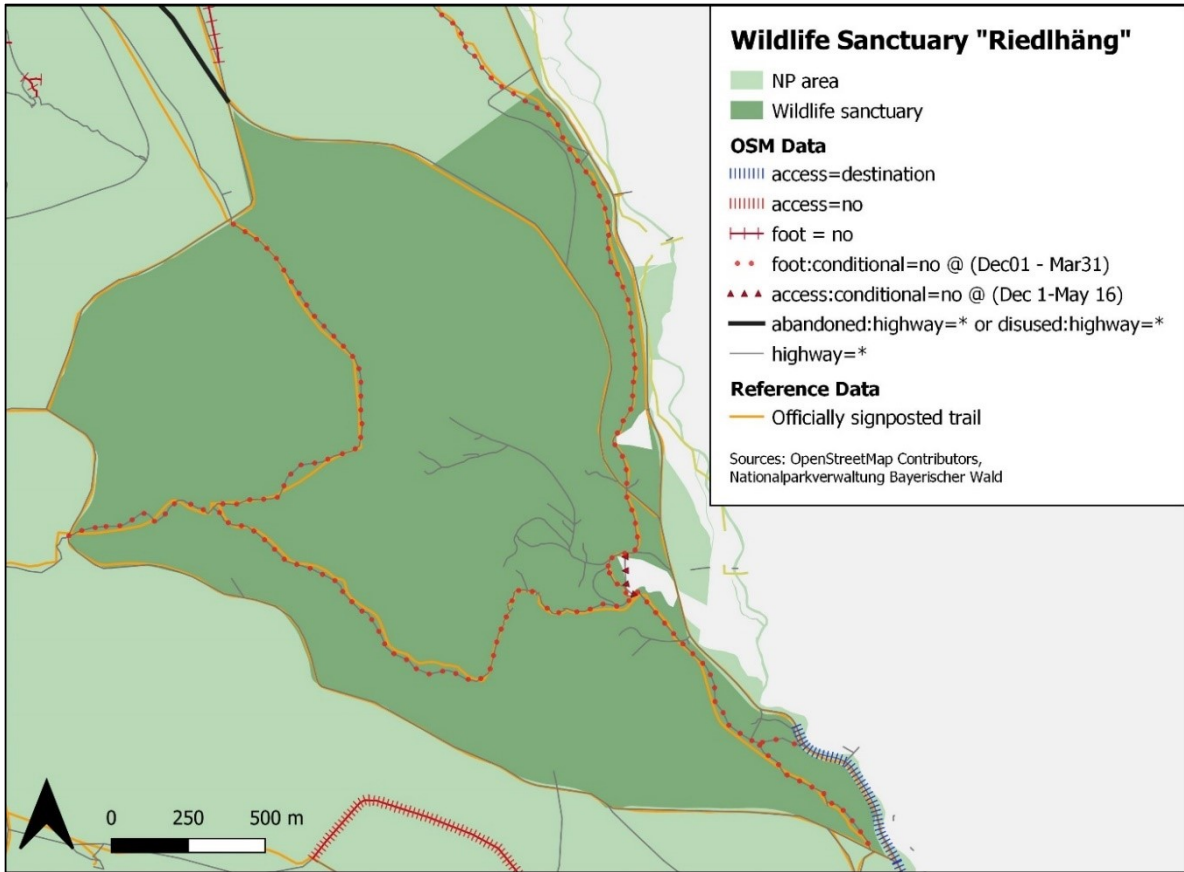 Wildlife Sanctuary "Riedlhäng"
NP area
Wildlife sanctuary
OSM Data
access=destination
access=no
foot = no
foot:conditional=no @ (Dec01 - Mar31)
access:conditional=no @ (Dec 1-May 16)
abandoned:highway=* or disused:highway=*
highway=*
Reference Data
Officially signposted trail
Sources: OpenStreetMap Contributors,
Nationalparkverwaltung Bayerischer Wald
0 250 500 m